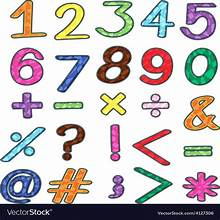 1 2 3 4 5
6 7 8 9 0
+ − × ÷ &
% ? ! < =
@ # ; > .
VectorStock®
VectorStock.com/4127306